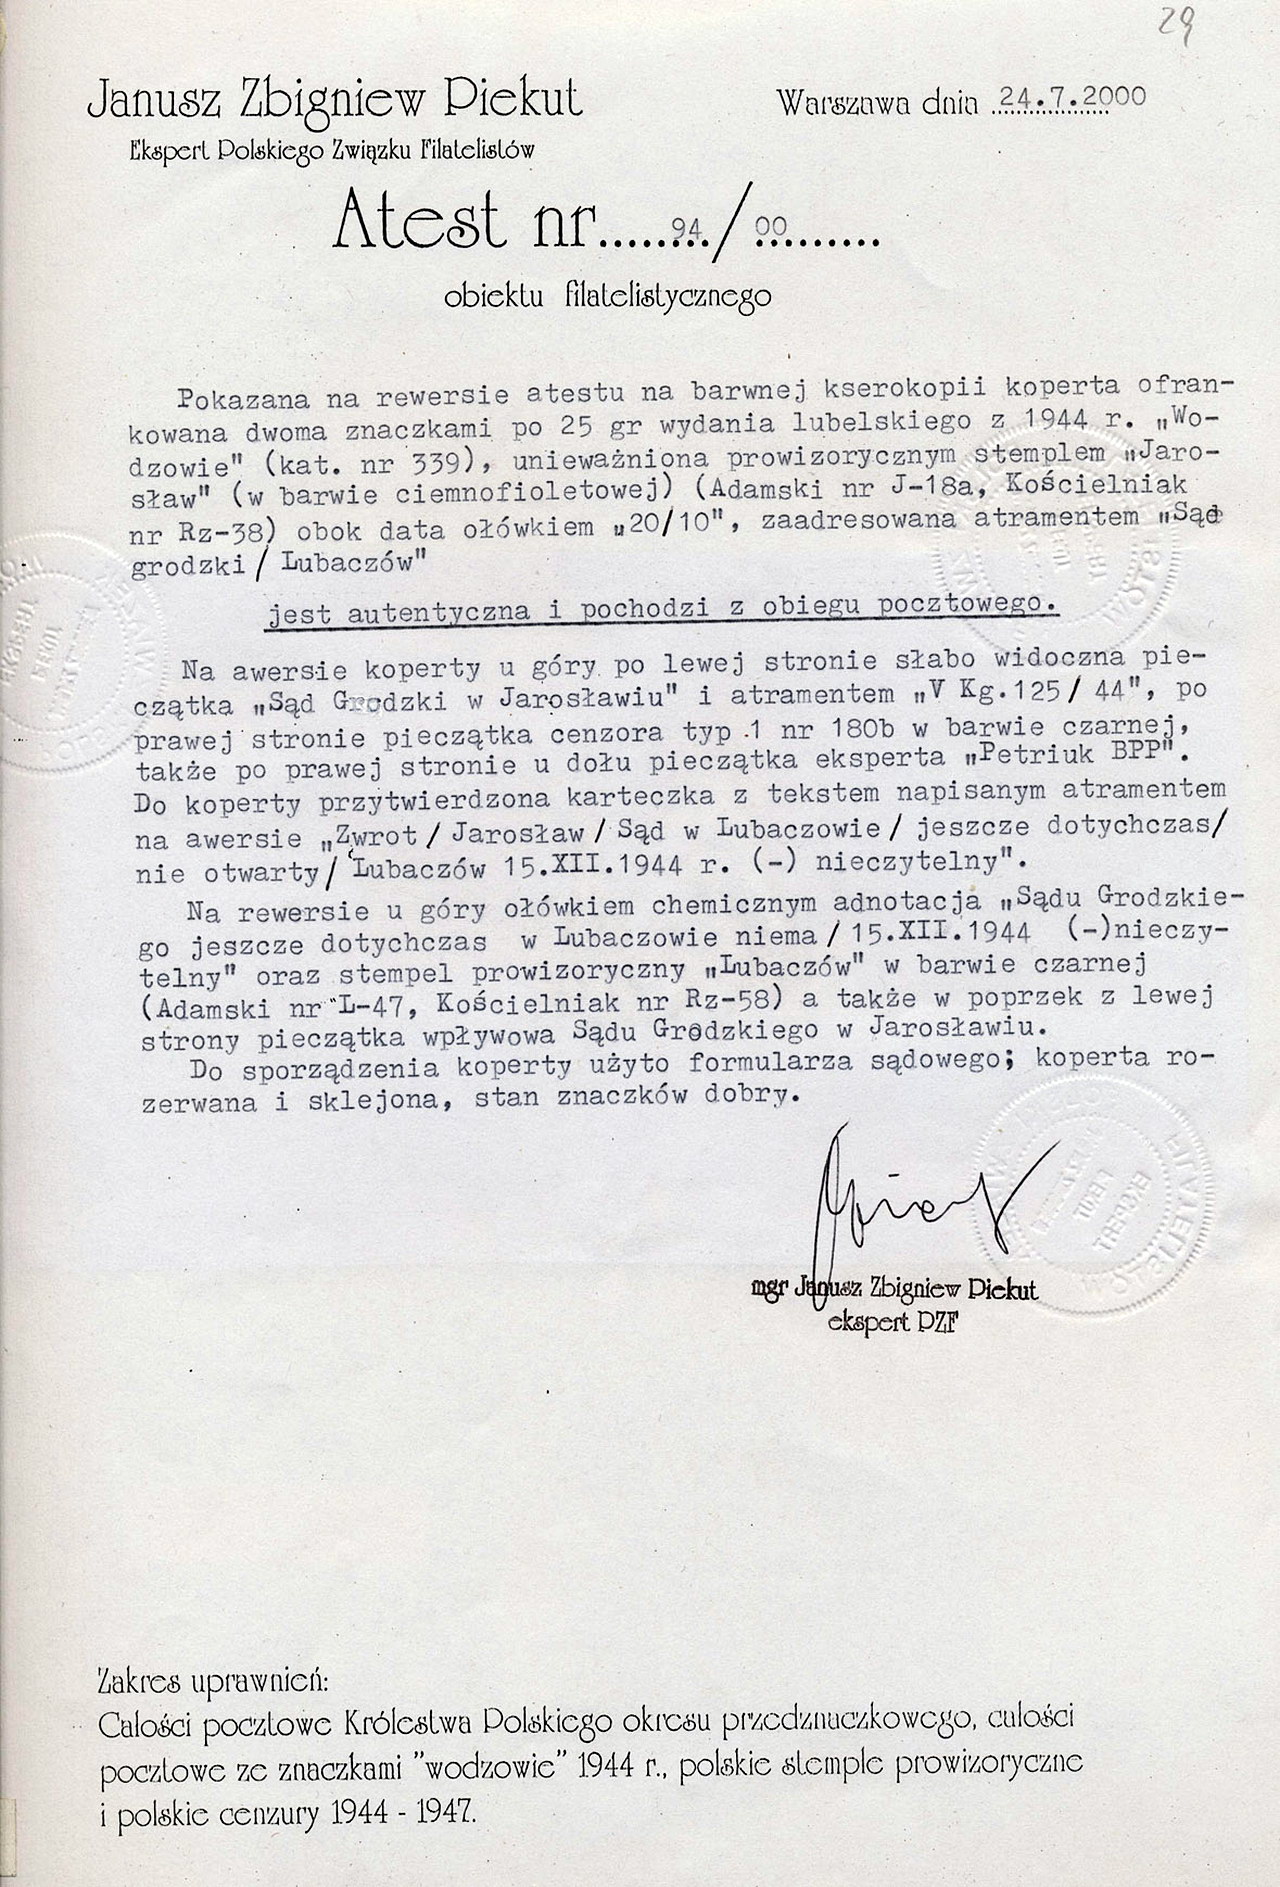 29
Janusz Zbigniew Piekut
Warszawa dnia 24.7.2000
Ekspert Polskiego Związku Filatelistów
Atest nr........94./00.........
obiektu filatelistycznego
Pokazana na rewersie atestu na barwnej kserokopii koperta ofran-
kowana dwoma znaczkami po 25 gr wydania lubelskiego z 1944 r. „Wo-
dzowie" (kat. nr 339), unieważniona prowizorycznym stemplem „Jaro-
sław" (w barwie ciemnofioletowej) (Adamski nr J-18a, Kościelniak
nr Rz-38) obok data ołówkiem „20/10", zaadresowana atramentem „Sąd
grodzki / Lubaczów"
jest autentyczna i pochodzi z obiegu pocztowego.
Na awersie koperty u góry po lewej stronie słabo widoczna pie-
czątka „Sąd Grodzki w Jarosławiu" i atramentem „V Kg.125/ 44", po
prawej stronie pieczątka cenzora typ 1 nr 180b w barwie czarnej,
także po prawej stronie u dołu pieczątka eksperta „Petriuk BPP".
Do koperty przytwierdzona karteczka z tekstem napisanym atramentem
na awersie „Zwrot / Jarosław / Sąd w Lubaczowie / jeszcze dotychczas/
nie otwarty/ Lubaczów 15.XII.1944 r. (-) nieczytelny".
Na rewersie u góry ołówkiem chemicznym adnotacja „Sądu Grodzkie-
go jeszcze dotychczas w Lubaczowie niema / 15.XII.1944 (-)nieczy-
telny" oraz stempel prowizoryczny „Lubaczów" w barwie czarnej
(Adamski nr L-47, Kościelniak nr Rz-58) a także w poprzek z lewej
strony pieczątka wpływowa Sądu Grodzkiego w Jarosławiu.
Do sporządzenia koperty użyto formularza sądowego; koperta ro-
zerwana i sklejona, stan znaczków dobry.
mgr Janusz Zbigniew Piekut
ekspert PZF
Zakres uprawnień:
Całości pocztowe Królestwa Polskiego okresu przedznaczkowego, całości
pocztowe ze znaczkami "wodzowie" 1944 r., polskie stemple prowizoryczne
i polskie cenzury 1944 - 1947.